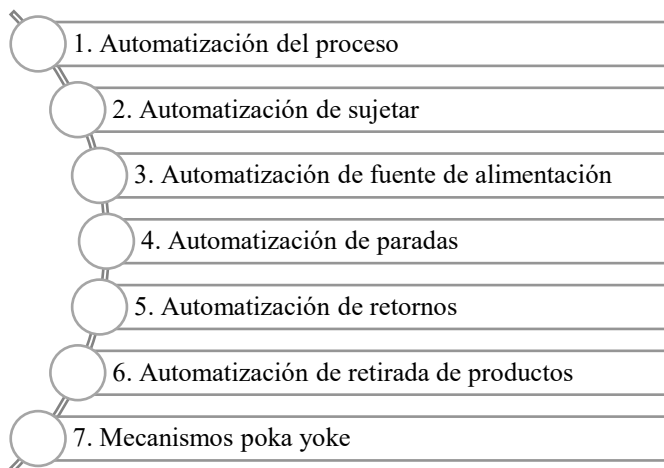 1. Automatización del proceso
2. Automatización de sujetar
3. Automatización de fuente de alimentación
4. Automatización de paradas
5. Automatización de retornos
6. Automatización de retirada de productos
7. Mecanismos poka yoke